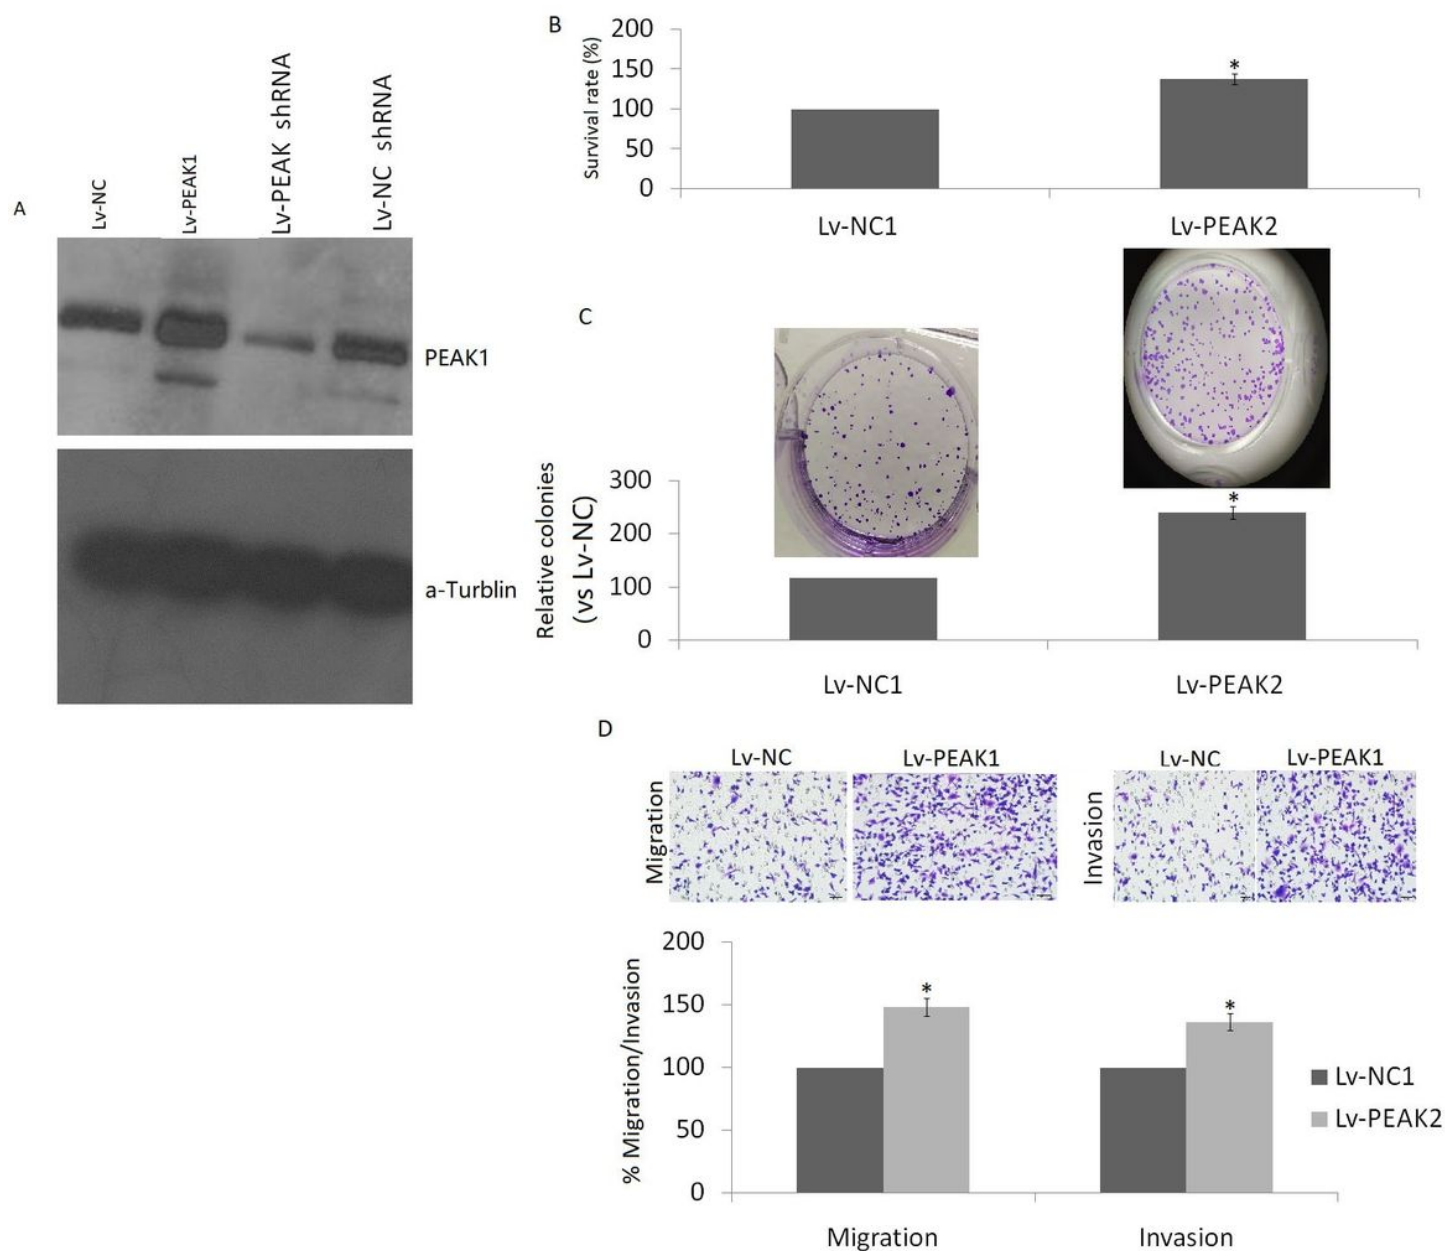 A
Lv-NC
Lv-PEAK1
Lv-PEAK shRNA
Lv-NC shRNA
PEAK1
a-Turblin
B
Survival rate (%)
200
150
100
50
0
*
Lv-NC1
Lv-PEAK2
C
Relative colonies
(vs Lv-NC)
300
200
100
0
*
Lv-NC1
Lv-PEAK2
D
Migration
Lv-NC
Lv-PEAK1
Invasion
Lv-NC
Lv-PEAK1
% Migration/Invasion
200
150
100
50
0
*
*
Migration
Invasion
Lv-NC1
Lv-PEAK2